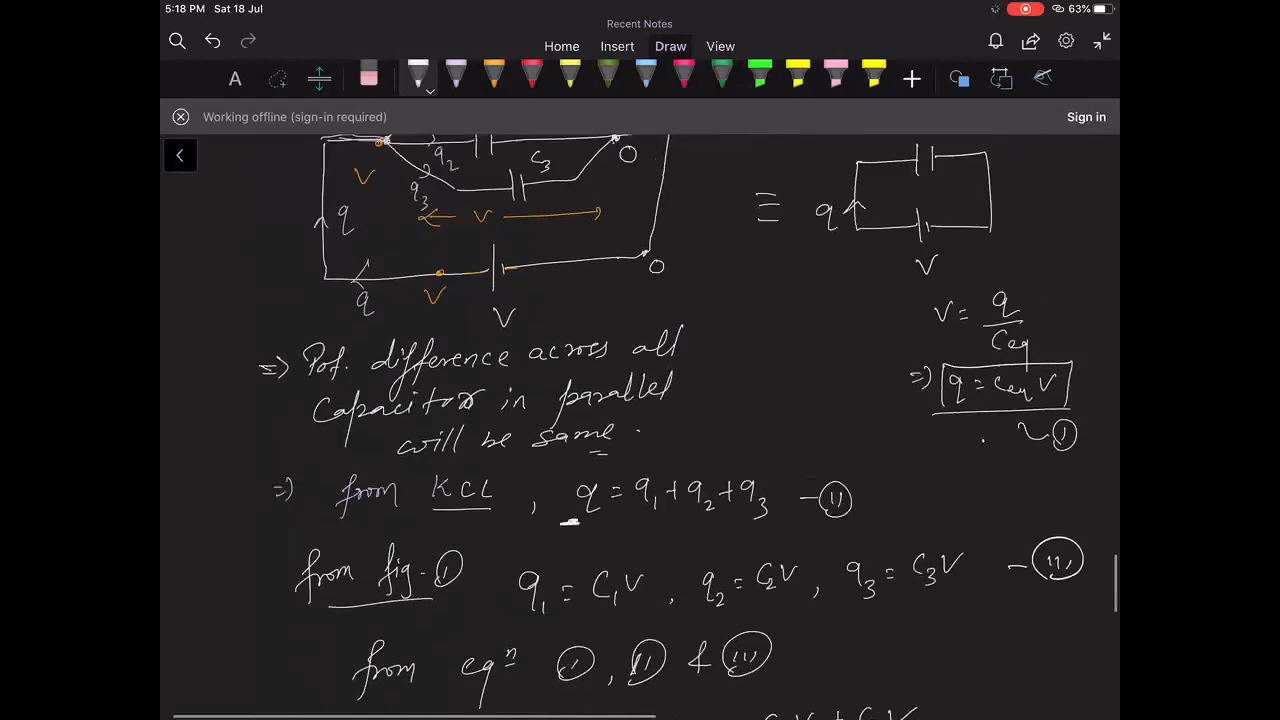 5:18 PM Sat 18 Jul
63%
Recent Notes
Home Insert Draw View
A
Working offline (sign-in required)
Sign in
q2
C3
O
V
q3
q
V
q
V
O
V
≡
q
V
V = q/Ceq
=> q = Ceq V
~ (I)
=> Pot. difference across all
Capacitor in parallel
will be same.
=> from KCL, q = q1 + q2 + q3 - (II)
from fig-(I) q1 = C1V, q2 = C2V, q3 = C3V - (III)
from eqn (I), (II) & (III)